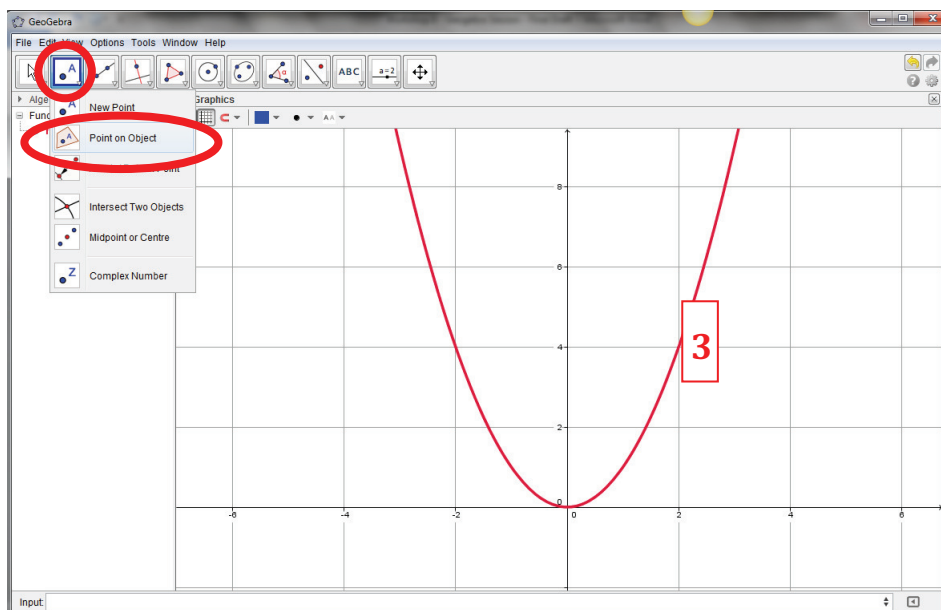 GeoGebra
File Edit View Options Tools Window Help
A
ABC
a=2
Graphics
A
New Point
A
Point on Object
Intersect Two Objects
Midpoint or Centre
Z
Complex Number
AA
8
6
4
2
0
-6
-4
-2
0
2
4
6
3
Input: